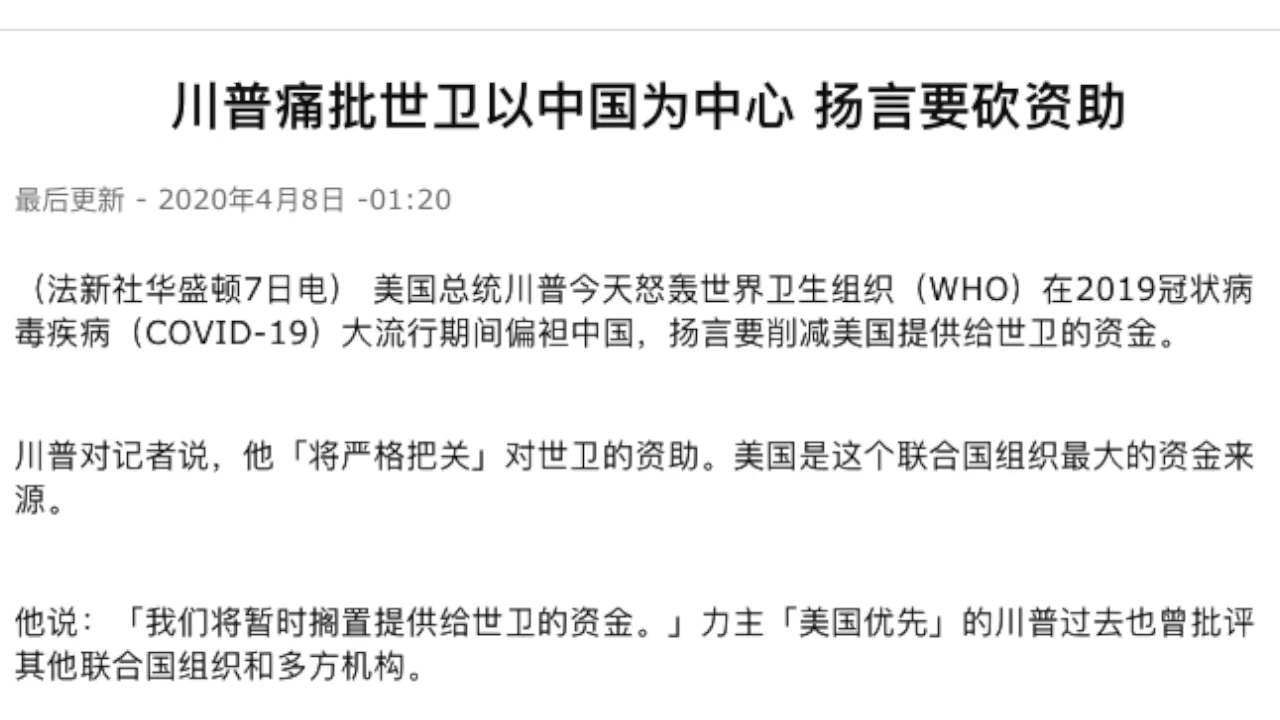 川普痛批世卫以中国为中心 扬言要砍资助
最后更新 - 2020年4月8日 -01:20
（法新社华盛顿7日电） 美国总统川普今天怒轰世界卫生组织（WHO）在2019冠状病
毒疾病（COVID-19）大流行期间偏袒中国，扬言要削减美国提供给世卫的资金。
川普对记者说，他「将严格把关」对世卫的资助。美国是这个联合国组织最大的资金来
源。
他说：「我们将暂时搁置提供给世卫的资金。」力主「美国优先」的川普过去也曾批评
其他联合国组织和多方机构。